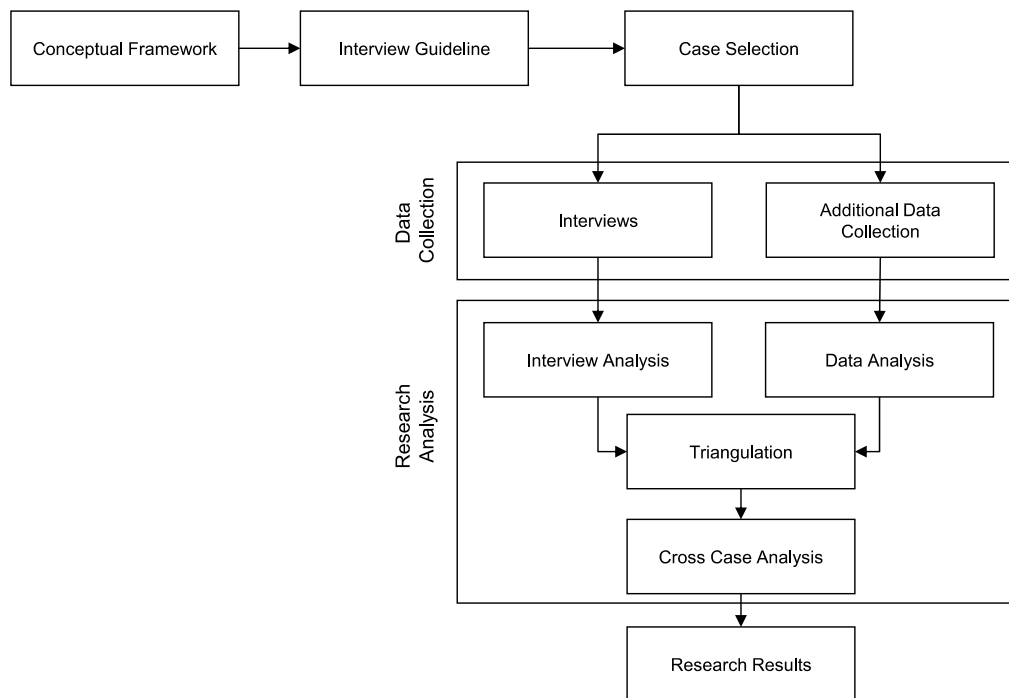 Conceptual Framework
Interview Guideline
Case Selection
Data
Collection
Interviews
Additional Data
Collection
Research
Analysis
Interview Analysis
Data Analysis
Triangulation
Cross Case Analysis
Research Results